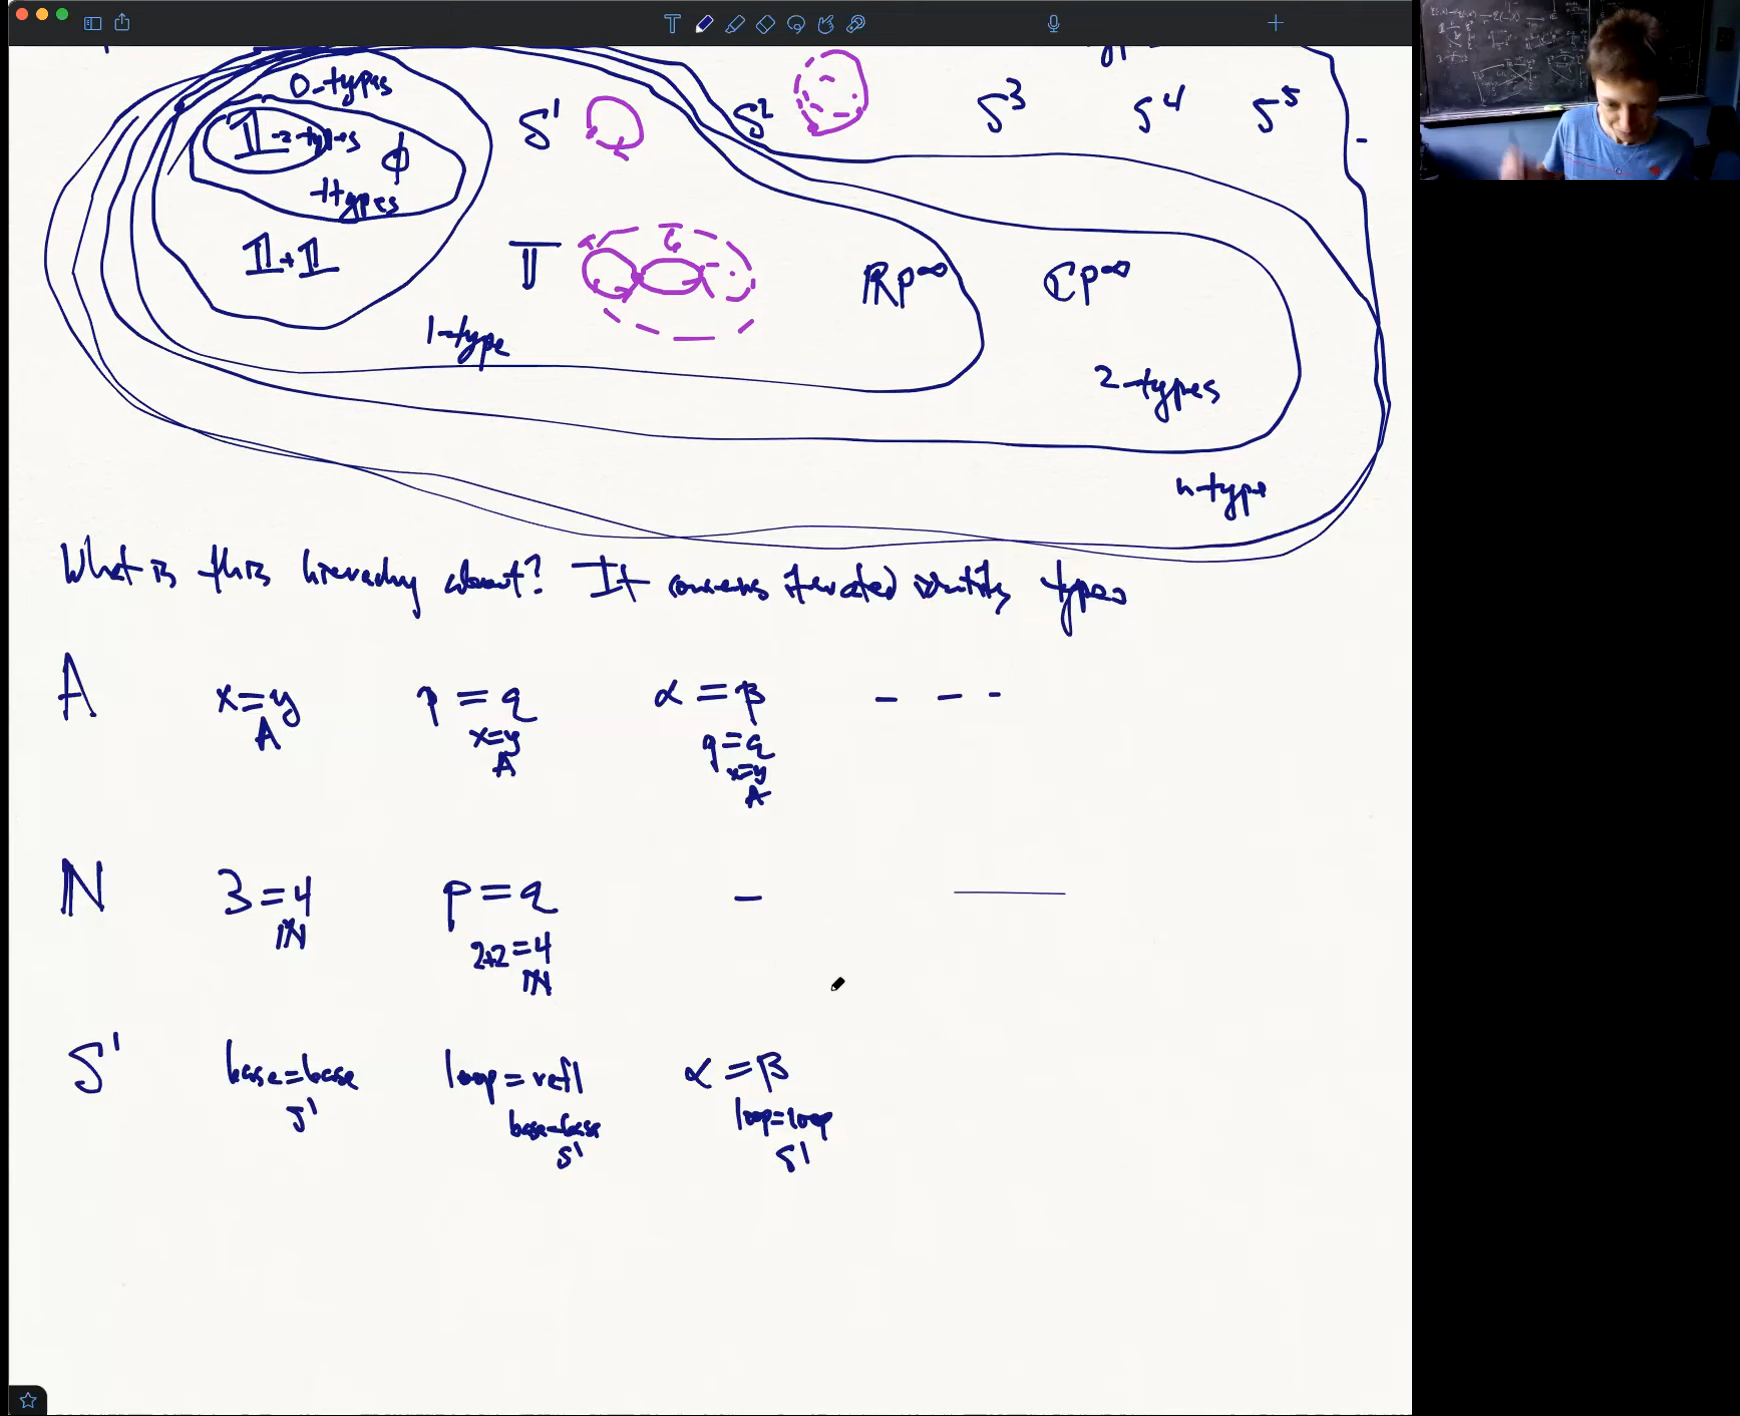 0-types
S¹ S² S³ S⁴ S⁵ -
𝟙 -2-types ϕ
-1-types
𝟙+𝟙 T RP∞ CP∞
1-type
2-types
n-type
What is this hierarchy about? It concerns iterated identity types
A x=y p = q α = β - - -
A x=y q=q
A x=y
A
N 3=4 p=q -
N 2+2=4
N
S¹ base=base loop=refl α=β
S¹ base=base loop=loop
S¹ S¹